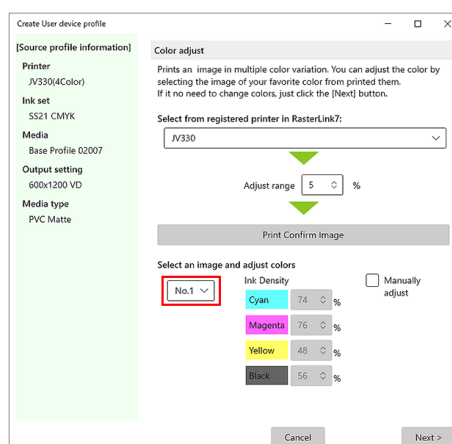 Create User device profile
[Source profile information]
Printer
JV330(4Color)
Ink set
SS21 CMYK
Media
Base Profile 02007
Output setting
600x1200 VD
Media type
PVC Matte
Color adjust
Prints an image in multiple color variation. You can adjust the color by
selecting the image of your favorite color from printed them.
If it no need to change colors, just click the [Next] button.
Select from registered printer in RasterLink7:
JV330
Adjust range 5 %
Print Confirm Image
Select an image and adjust colors
No.1
Ink Density
Cyan 74 %
Magenta 76 %
Yellow 48 %
Black 56 %
Manually
adjust
Cancel
Next >